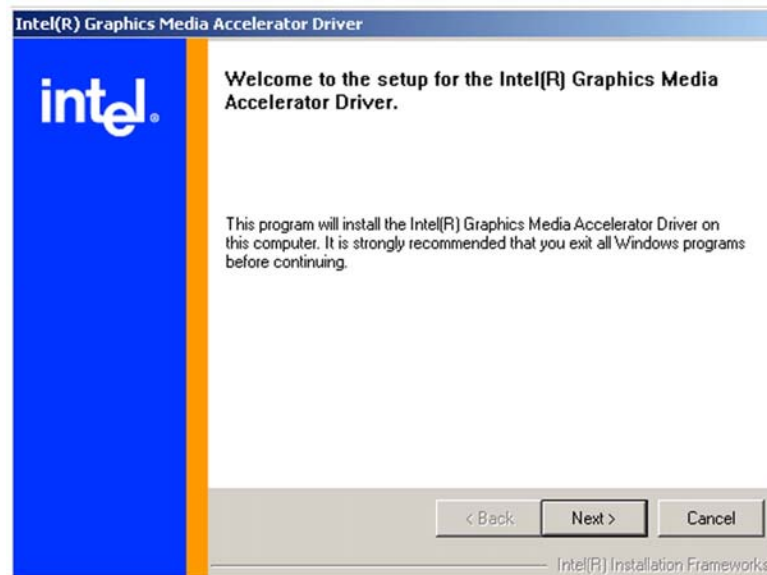 Intel(R) Graphics Media Accelerator Driver
intel®
Welcome to the setup for the Intel(R) Graphics Media
Accelerator Driver.
This program will install the Intel(R) Graphics Media Accelerator Driver on
this computer. It is strongly recommended that you exit all Windows programs
before continuing.
< Back
Next >
Cancel
Intel(R) Installation Frameworks